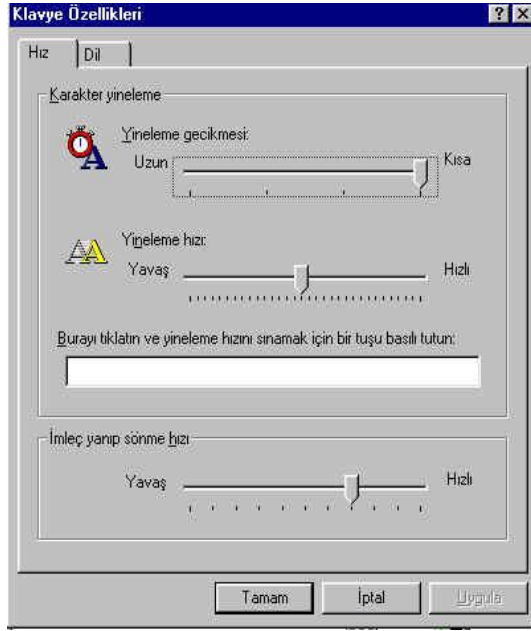 Klavye Özellikleri
Hız Dil
Karakter yineleme
Yineleme gecikmesi:
Uzun Kısa
Yineleme hızı:
Yavaş Hızlı
Burayı tıklatın ve yineleme hızını sınamak için bir tuşu basılı tutun:
İmleç yanıp sönme hızı
Yavaş Hızlı
Tamam İptal Uygula